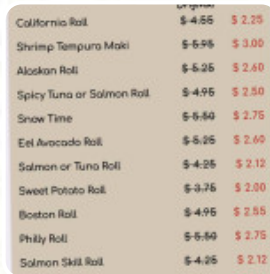 Original
California Roll $ 4.55 $ 2.25
Shrimp Tempura Maki $ 5.95 $ 3.00
Alaskan Roll $ 5.25 $ 2.60
Spicy Tuna or Salmon Roll $ 4.95 $ 2.50
Snow Time $ 5.50 $ 2.75
Eel Avocado Roll $ 5.25 $ 2.60
Salmon or Tuna Roll $ 4.25 $ 2.12
Sweet Potato Roll $ 3.75 $ 2.00
Boston Roll $ 4.95 $ 2.55
Philly Roll $ 5.50 $ 2.75
Salmon Skill Roll $ 4.25 $ 2.12